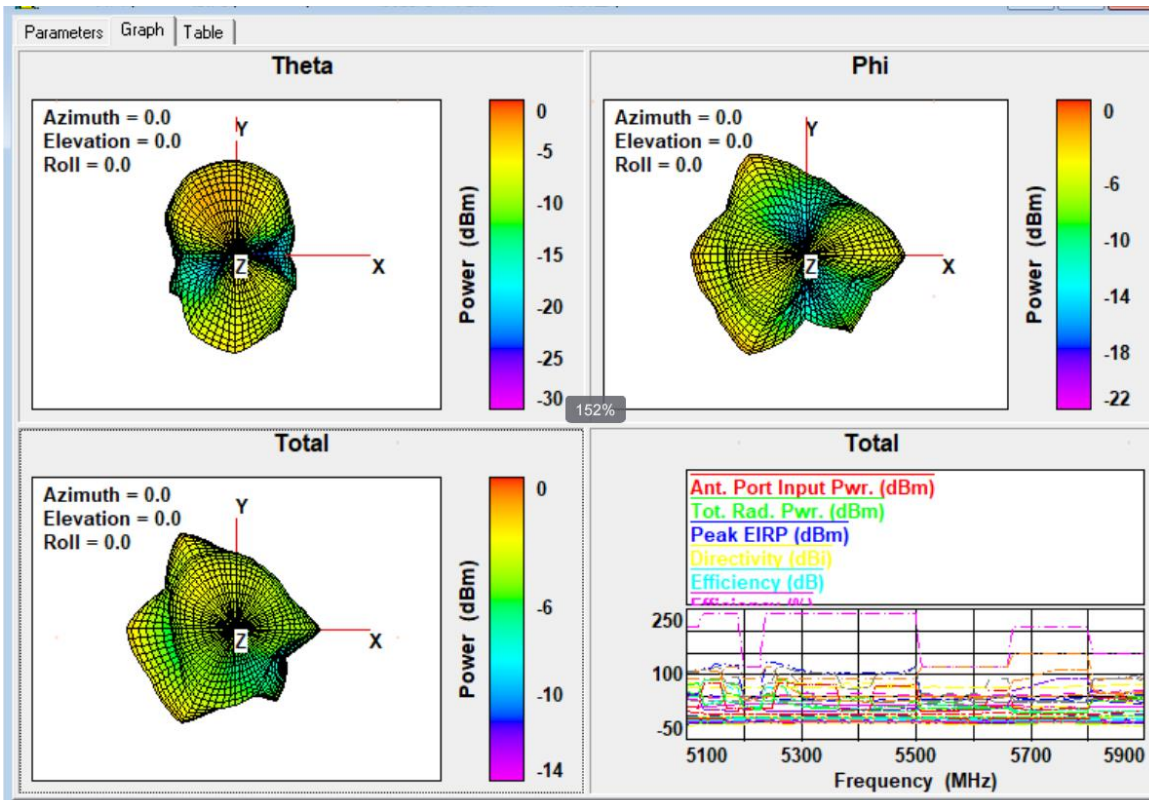 Parameters Graph Table
Theta
Azimuth = 0.0
Elevation = 0.0
Roll = 0.0
Y
X
Z
Power (dBm)
0
-5
-10
-15
-20
-25
-30
Phi
Azimuth = 0.0
Elevation = 0.0
Roll = 0.0
Y
X
Z
Power (dBm)
0
-6
-10
-14
-18
-22
152%
Total
Azimuth = 0.0
Elevation = 0.0
Roll = 0.0
Y
X
Z
Power (dBm)
0
-6
-10
-14
Total
Ant. Port Input Pwr. (dBm)
Tot. Rad. Pwr. (dBm)
Peak EIRP (dBm)
Directivity (dBi)
Efficiency (dB)
Efficiency (%)
250
100
-50
5100 5300 5500 5700 5900
Frequency (MHz)